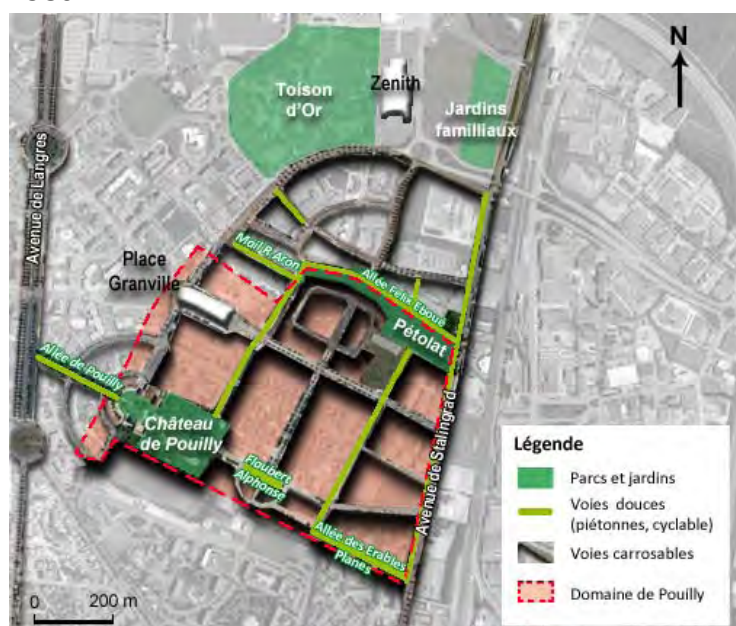 N
Toison
d'Or
Zenith
Jardins
familliaux
Avenue de Langres
Mail R/Aron
Place
Granville
Allée Félix Eboué
Pétolat
Allée de Pouilly
Château
de Pouilly
Flaubert
Alphonse
Avenue de Stalingrad
Allée des Erables
Planes
Légende
Parcs et jardins
Voies douces
(piétonnes, cyclable)
Voies carrosables
Domaine de Pouilly
0 200 m